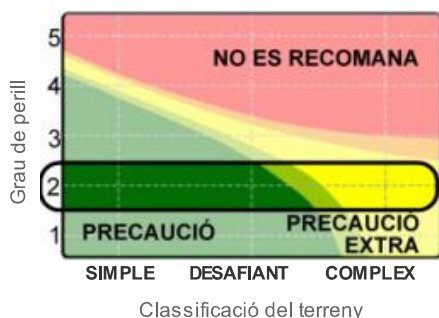 Grau de perill
5
4
3
2
1
NO ES RECOMANA
PRECAUCIÓ
PRECAUCIÓ
EXTRA
SIMPLE DESAFIANT COMPLEX
Classificació del terreny